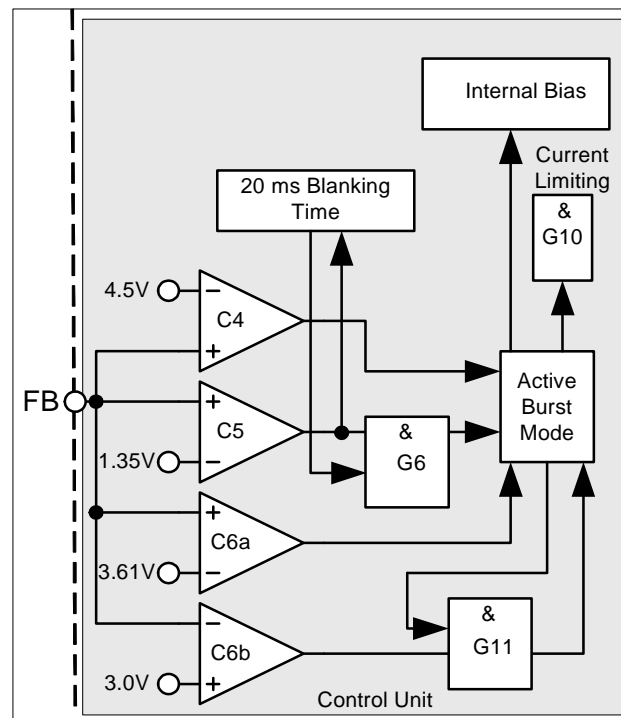 Internal Bias
Current
Limiting
20 ms Blanking
Time
&
G10
4.5V
−
C4
+
FB
+
C5
−
1.35V
&
G6
Active
Burst
Mode
+
C6a
−
3.61V
−
C6b
+
3.0V
&
G11
Control Unit